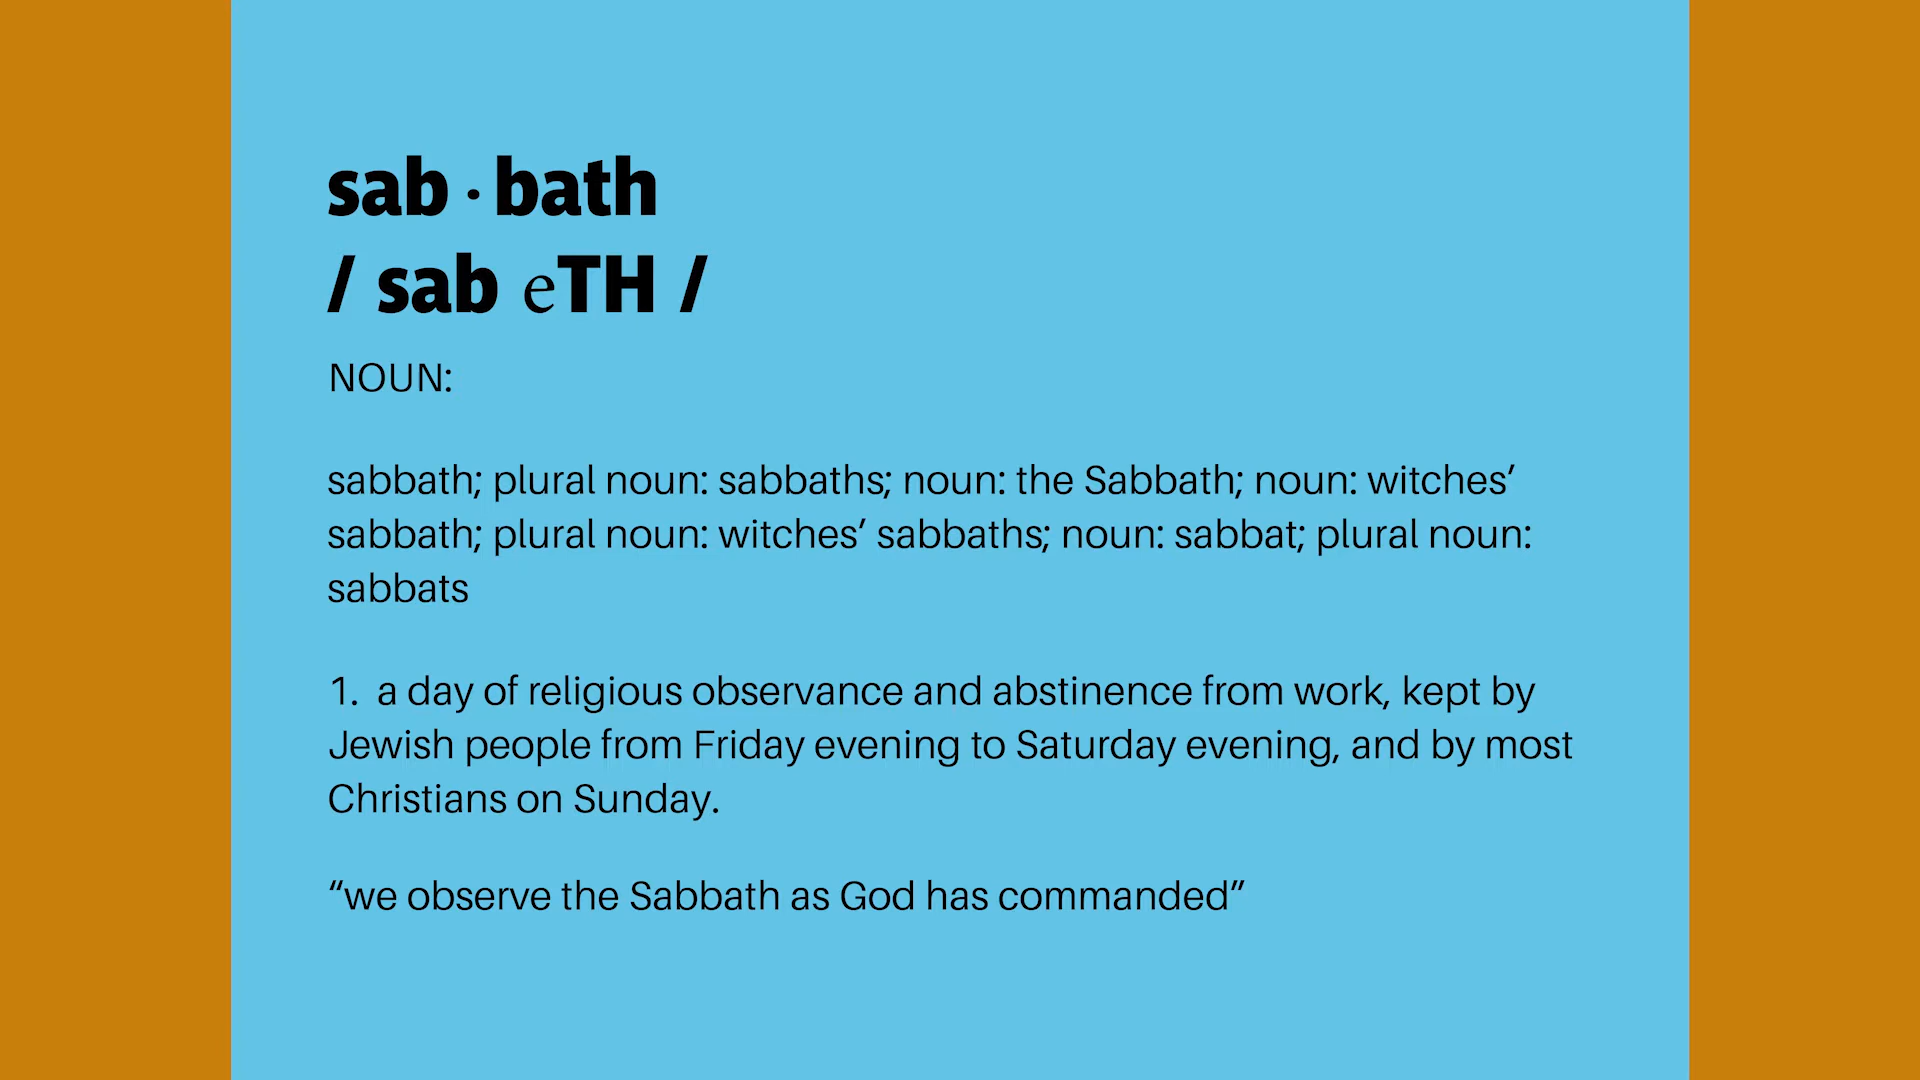 sab · bath
/ sab eTH /
NOUN:
sabbath; plural noun: sabbaths; noun: the Sabbath; noun: witches’
sabbath; plural noun: witches’ sabbaths; noun: sabbat; plural noun:
sabbats
1. a day of religious observance and abstinence from work, kept by
Jewish people from Friday evening to Saturday evening, and by most
Christians on Sunday.
“we observe the Sabbath as God has commanded”